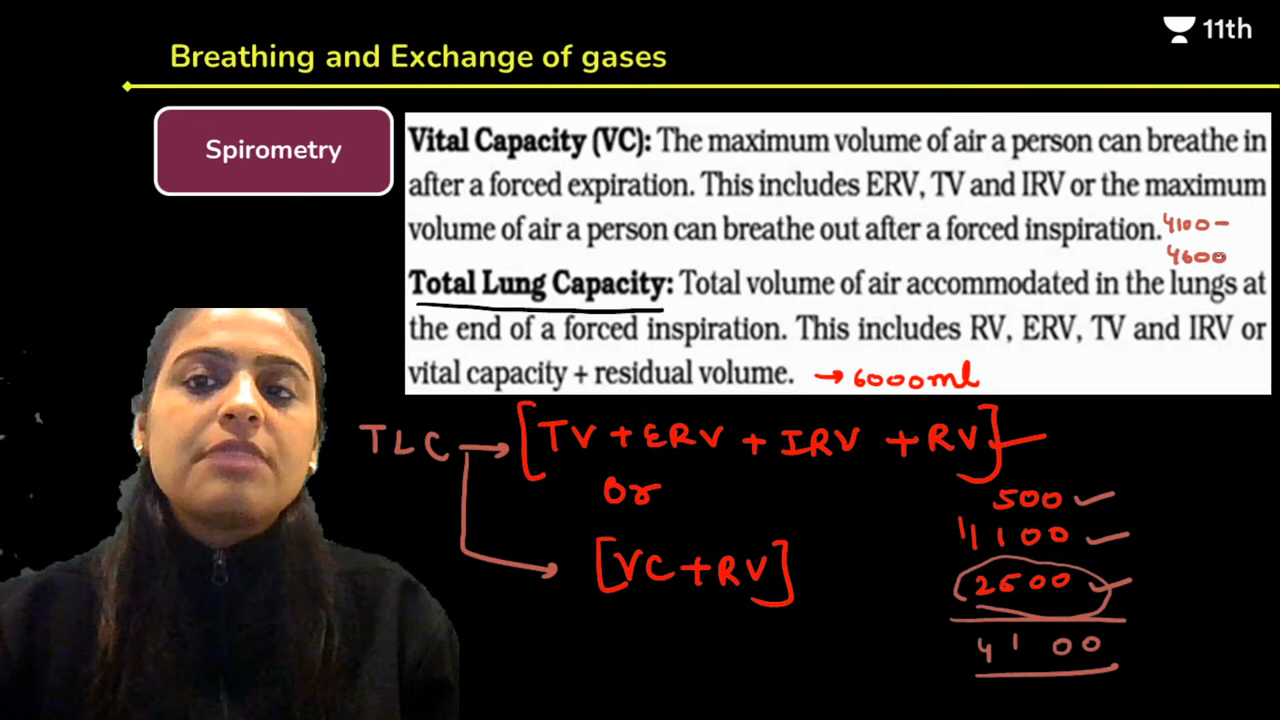 11th
Breathing and Exchange of gases
Spirometry
Vital Capacity (VC): The maximum volume of air a person can breathe in
after a forced expiration. This includes ERV, TV and IRV or the maximum
volume of air a person can breathe out after a forced inspiration. 4100-
4600
Total Lung Capacity: Total volume of air accommodated in the lungs at
the end of a forced inspiration. This includes RV, ERV, TV and IRV or
vital capacity + residual volume. → 6000ml
TLC → [TV + ERV + IRV + RV]
Or
[VC + RV]
500
1100
2500
4100